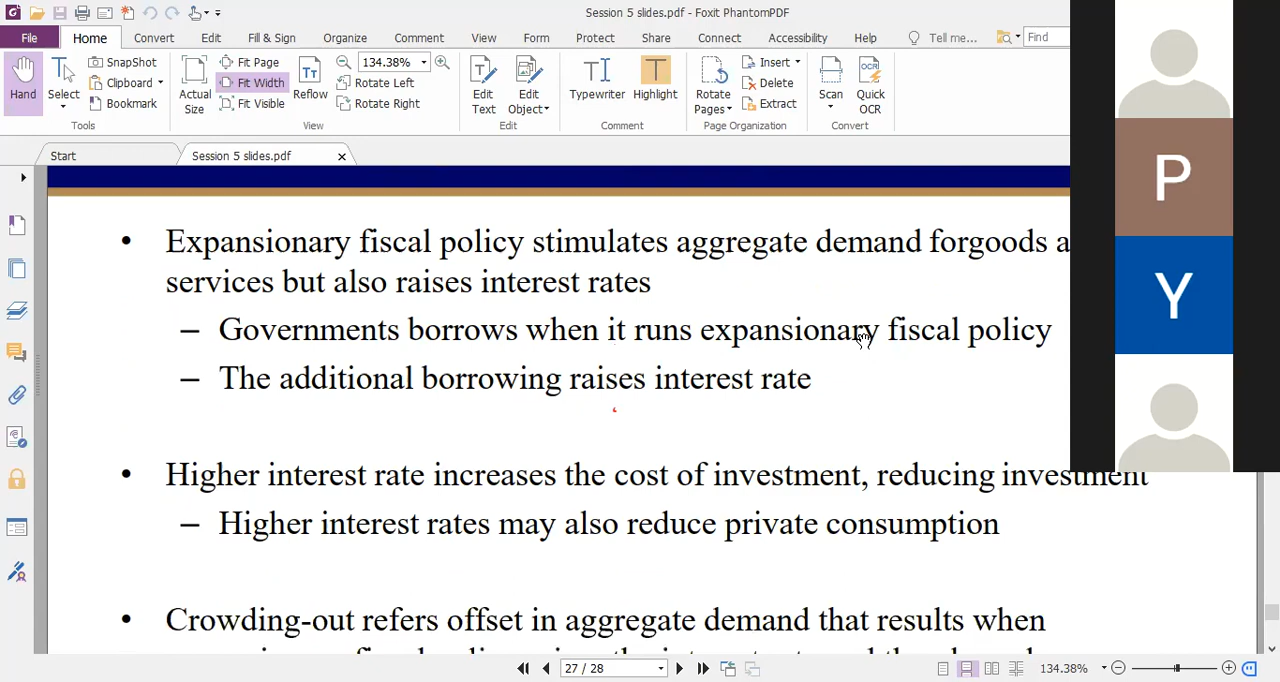 Session 5 slides.pdf - Foxit PhantomPDF
File Home Convert Edit Fill & Sign Organize Comment View Form Protect Share Connect Accessibility Help Tell me... Find
Hand Select SnapShot Clipboard Bookmark Tools
Actual Size Fit Page Fit Width Fit Visible Reflow 134.38% Rotate Left Rotate Right View
Edit Text Edit Object Edit
Typewriter Highlight Comment
Rotate Pages Insert Delete Extract Page Organization
Scan Quick OCR Convert
Start Session 5 slides.pdf
P
Y
• Expansionary fiscal policy stimulates aggregate demand forgoods a
services but also raises interest rates
– Governments borrows when it runs expansionary fiscal policy
– The additional borrowing raises interest rate
• Higher interest rate increases the cost of investment, reducing investment
– Higher interest rates may also reduce private consumption
• Crowding-out refers offset in aggregate demand that results when
27 / 28 134.38%